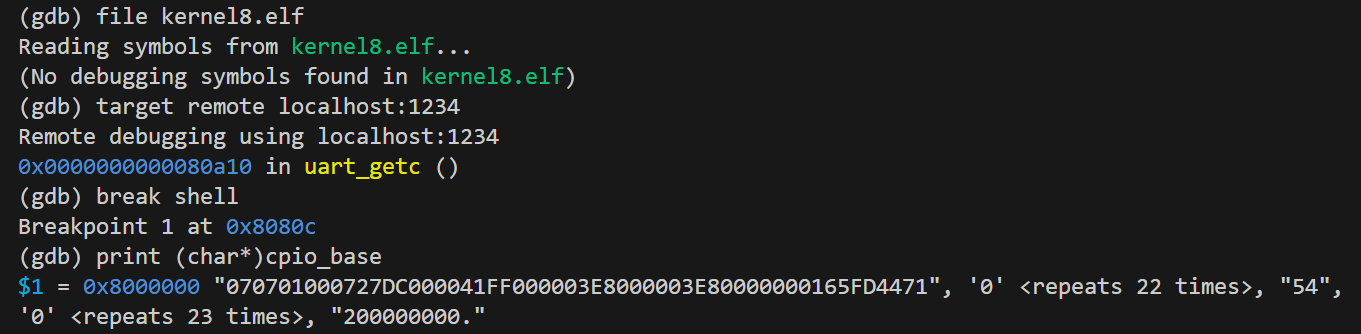 (gdb) file kernel8.elf
Reading symbols from kernel8.elf...
(No debugging symbols found in kernel8.elf)
(gdb) target remote localhost:1234
Remote debugging using localhost:1234
0x0000000000080a10 in uart_getc ()
(gdb) break shell
Breakpoint 1 at 0x8080c
(gdb) print (char*)cpio_base
$1 = 0x8000000 "070701000727DC000041FF000003E8000003E80000000165FD4471", '0' <repeats 22 times>, "54",
'0' <repeats 23 times>, "200000000."